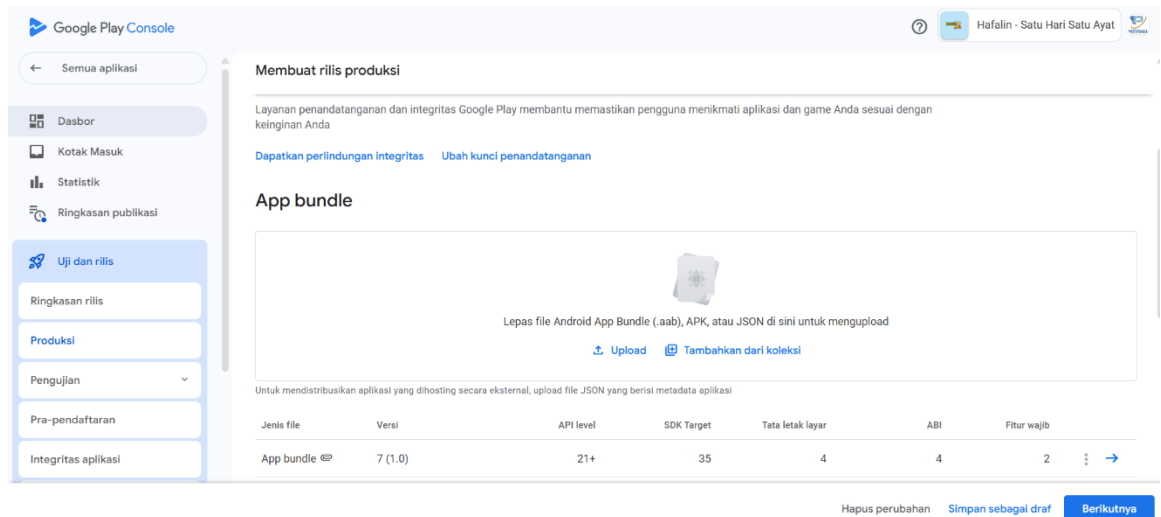 Google Play Console
Hafalin - Satu Hari Satu Ayat
Semua aplikasi
Dasbor
Kotak Masuk
Statistik
Ringkasan publikasi
Uji dan rilis
Ringkasan rilis
Produksi
Pengujian
Pra-pendaftaran
Integritas aplikasi
Membuat rilis produksi
Layanan penandatanganan dan integritas Google Play membantu memastikan pengguna menikmati aplikasi dan game Anda sesuai dengan
keinginan Anda
Dapatkan perlindungan integritas Ubah kunci penandatanganan
App bundle
Lepas file Android App Bundle (.aab), APK, atau JSON di sini untuk mengupload
Upload Tambahkan dari koleksi
Untuk mendistribusikan aplikasi yang dihosting secara eksternal, upload file JSON yang berisi metadata aplikasi
Jenis file Versi API level SDK Target Tata letak layar ABI Fitur wajib
App bundle 7 (1.0) 21+ 35 4 4 2
Hapus perubahan Simpan sebagai draf Berikutnya